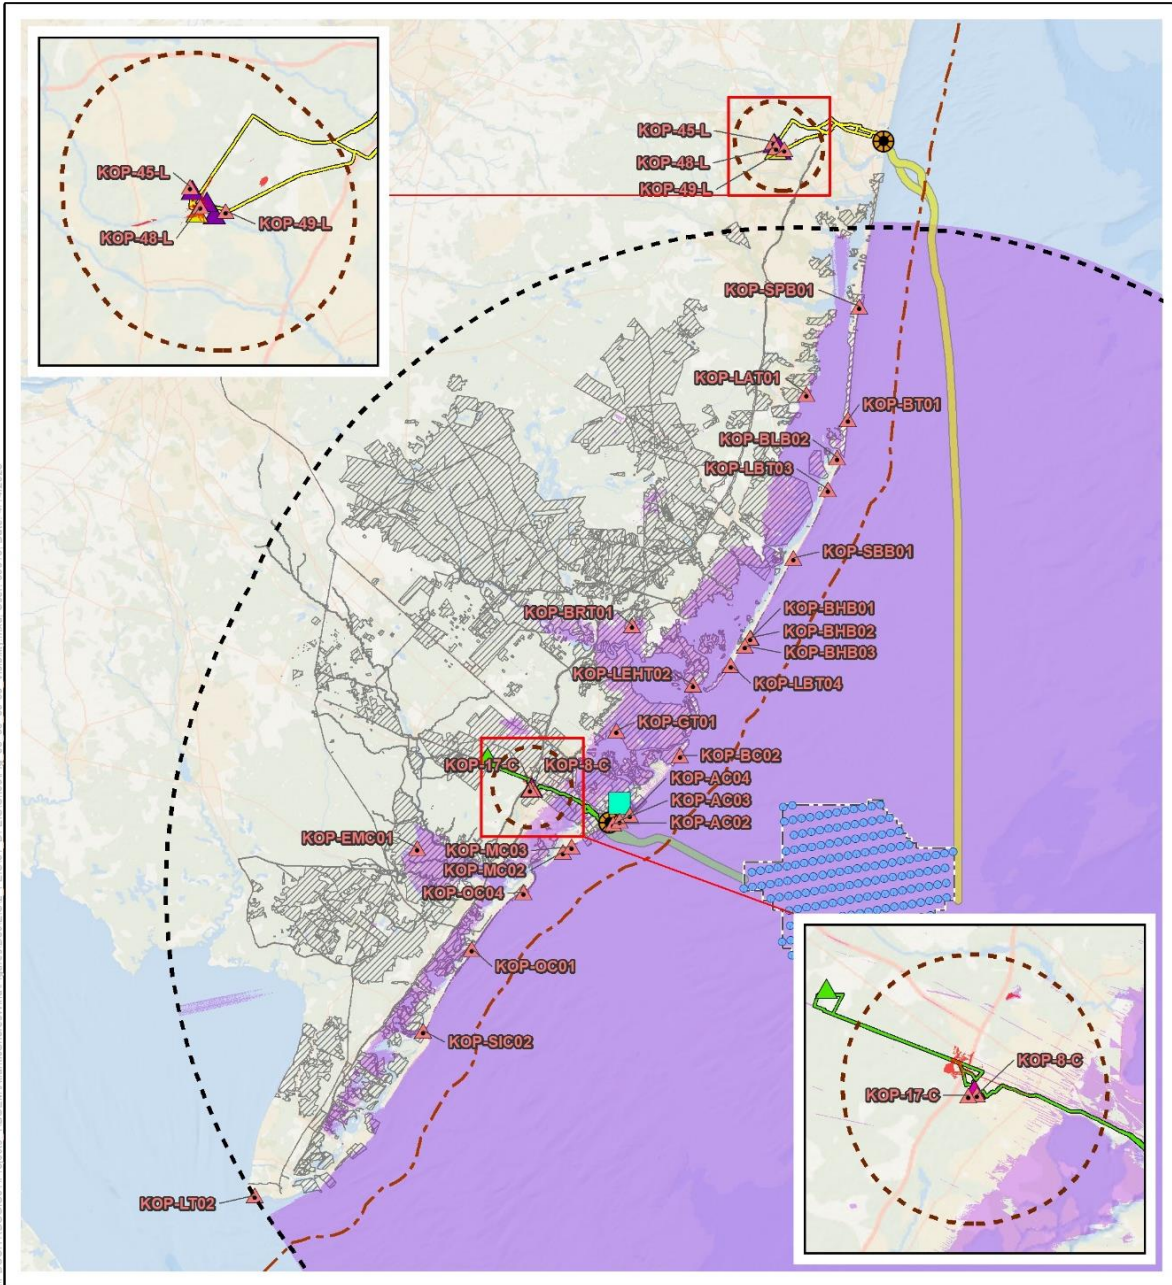 KOP-45-L
KOP-48-L
KOP-49-L
KOP-45-L
KOP-48-L
KOP-49-L
KOP-SPB01
KOP-LAT01
KOP-BT01
KOP-BLB02
KOP-LBT03
KOP-SBB01
KOP-BRT01
KOP-BHB01
KOP-BHB02
KOP-BHB03
KOP-LEHT02
KOP-LBT04
KOP-GT01
KOP-BC02
KOP-17-C
KOP-8-C
KOP-AC04
KOP-AC03
KOP-AC02
KOP-EMC01
KOP-MC03
KOP-MC02
KOP-OC04
KOP-OC01
KOP-SIC02
KOP-LT02
KOP-8-C
KOP-17-C